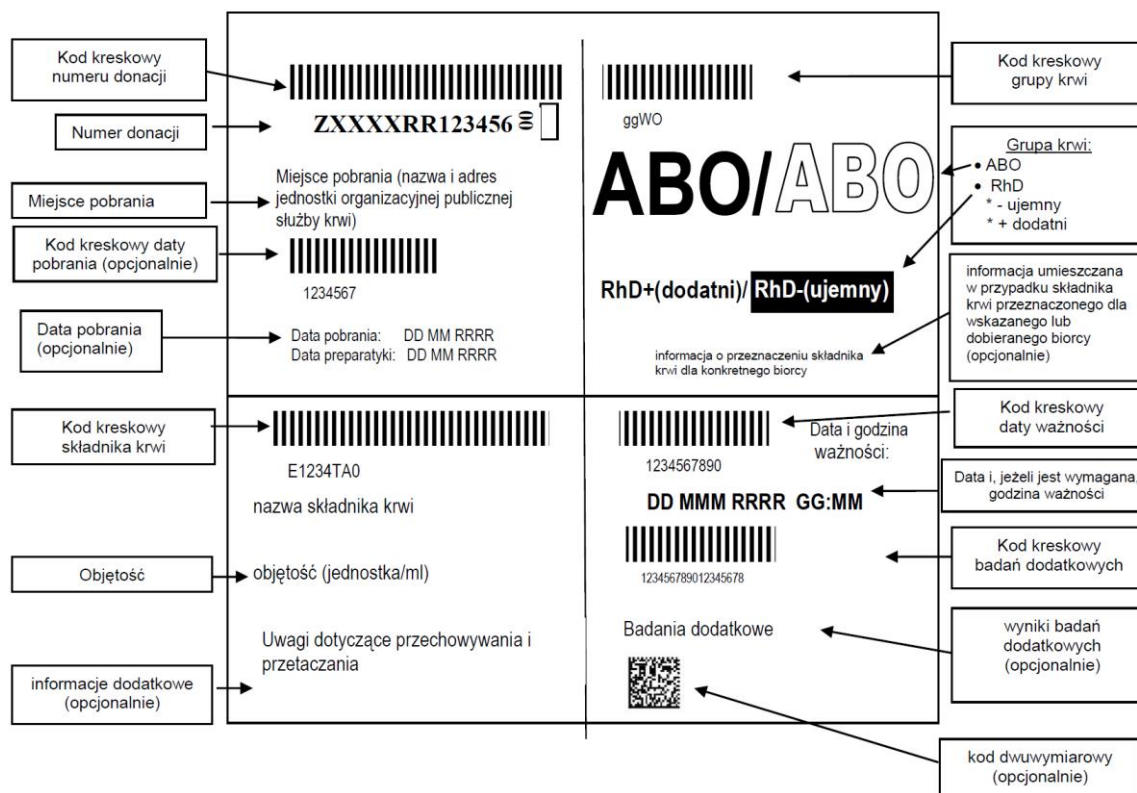 Kod kreskowy
numeru donacji
Numer donacji
Miejsce pobrania
Kod kreskowy daty
pobrania (opcjonalnie)
Data pobrania
(opcjonalnie)
Kod kreskowy
składnika krwi
Objętość
informacje dodatkowe
(opcjonalnie)
ZXXXXRR123456 00
Miejsce pobrania (nazwa i adres
jednostki organizacyjnej publicznej
służby krwi)
1234567
Data pobrania: DD MM RRRR
Data preparatyki: DD MM RRRR
ggWO
ABO/ABO
RhD+(dodatni)/ RhD-(ujemny)
informacja o przeznaczeniu składnika
krwi dla konkretnego biorcy
E1234TA0
nazwa składnika krwi
objętość (jednostka/ml)
Uwagi dotyczące przechowywania i
przetaczania
Data i godzina
ważności:
1234567890
DD MMM RRRR GG:MM
123456789012345678
Badania dodatkowe
Kod kreskowy
grupy krwi
Grupa krwi:
• ABO
• RhD
* - ujemny
* + dodatni
informacja umieszczana
w przypadku składnika
krwi przeznaczonego dla
wskazanego lub
dobieranego biorcy
(opcjonalnie)
Kod kreskowy
daty ważności
Data i, jeżeli jest wymagana,
godzina ważności
Kod kreskowy
badań dodatkowych
wyniki badań
dodatkowych
(opcjonalnie)
kod dwuwymiarowy
(opcjonalnie)